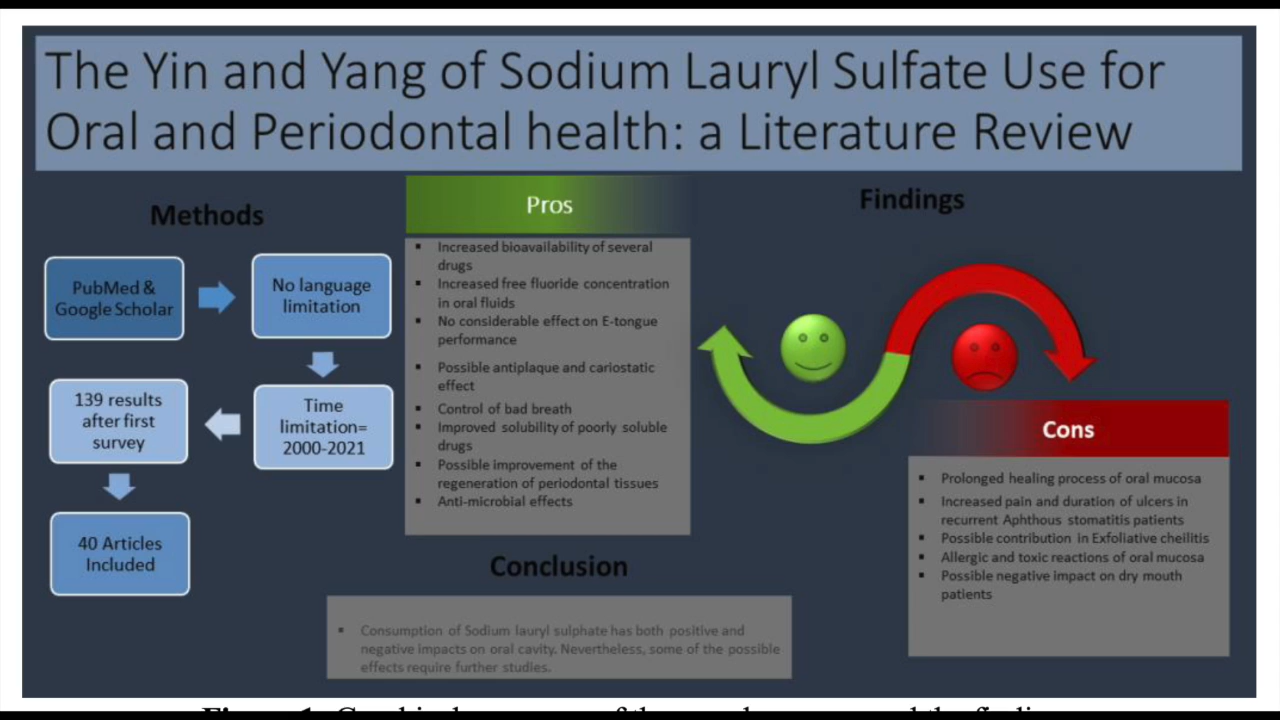 The Yin and Yang of Sodium Lauryl Sulfate Use for
Oral and Periodontal health: a Literature Review
Methods
PubMed &
Google Scholar
No language
limitation
Time
limitation=
2000-2021
139 results
after first
survey
40 Articles
Included
Pros
▪ Increased bioavailability of several
drugs
▪ Increased free fluoride concentration
in oral fluids
▪ No considerable effect on E-tongue
performance
▪ Possible antiplaque and cariostatic
effect
▪ Control of bad breath
▪ Improved solubility of poorly soluble
drugs
▪ Possible improvement of the
regeneration of periodontal tissues
▪ Anti-microbial effects
Findings
Cons
▪ Prolonged healing process of oral mucosa
▪ Increased pain and duration of ulcers in
recurrent Aphthous stomatitis patients
▪ Possible contribution in Exfoliative cheilitis
▪ Allergic and toxic reactions of oral mucosa
▪ Possible negative impact on dry mouth
patients
Conclusion
▪ Consumption of Sodium lauryl sulphate has both positive and
negative impacts on oral cavity. Nevertheless, some of the possible
effects require further studies.